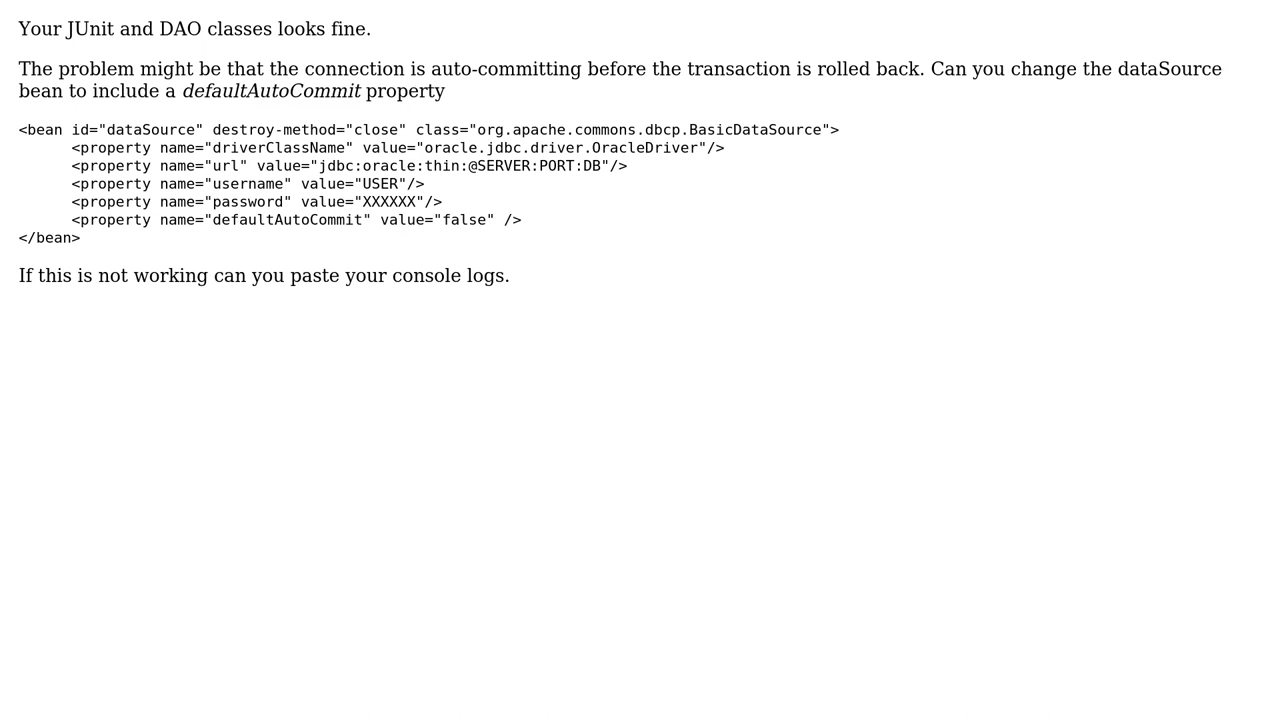 Your JUnit and DAO classes looks fine.
The problem might be that the connection is auto-committing before the transaction is rolled back. Can you change the dataSource
bean to include a defaultAutoCommit property
<bean id="dataSource" destroy-method="close" class="org.apache.commons.dbcp.BasicDataSource">
      <property name="driverClassName" value="oracle.jdbc.driver.OracleDriver"/>
      <property name="url" value="jdbc:oracle:thin:@SERVER:PORT:DB"/>
      <property name="username" value="USER"/>
      <property name="password" value="XXXXXX"/>
      <property name="defaultAutoCommit" value="false" />
</bean>
If this is not working can you paste your console logs.